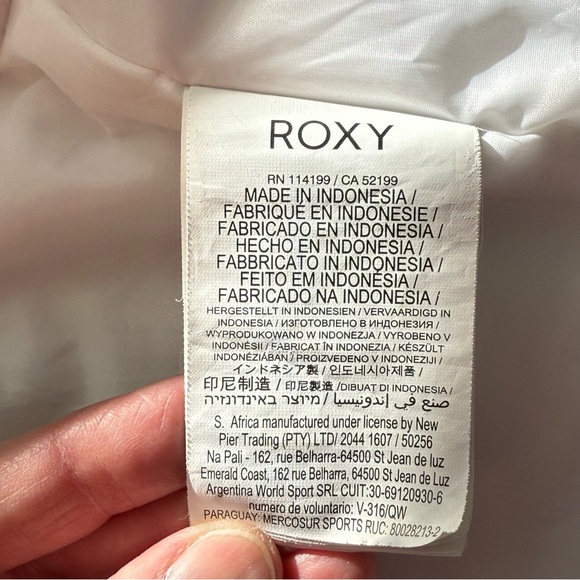 ROXY
RN 114199 / CA 52199
MADE IN INDONESIA /
FABRIQUÉ EN INDONESIE /
FABRICADO EN INDONESIA /
HECHO EN INDONESIA /
FABBRICATO IN INDONESIA /
FEITO EM INDONÉSIA /
FABRICADO NA INDONESIA /
HERGESTELLT IN INDONESIEN / VERVAARDIGD IN
INDONESIA / ИЗГОТОВЛЕНО В ИНДОНЕЗИЯ /
WYPRODUKOWANO W INDONEZJA / VYROBENO V
INDONÉSII / FABRICAT ÎN INDONEZIA / KÉSZÜLT
INDONÉZIÁBAN / PROIZVEDENO V INDONEZIJI /
インドネシア製 / 인도네시아제품 /
印尼制造 / 印尼製造 /DIBUAT DI INDONESIA /
صنع في إندونيسيا / מיוצר באינדונזיה
S. Africa manufactured under license by New
Pier Trading (PTY) LTD/ 2044 1607 / 50256
Na Pali - 162, rue Belharra-64500 St Jean de luz
Emerald Coast, 162 rue Belharra, 64500 St Jean de Luz
Argentina World Sport SRL CUIT:30-69120930-6
numero de voluntario: V-316/QW
PARAGUAY: MERCOSUR SPORTS RUC: 80028213-2